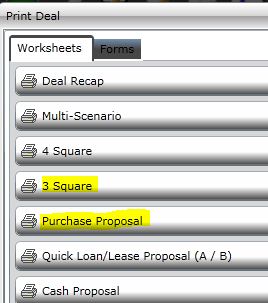 Print Deal
Worksheets Forms
Deal Recap
Multi-Scenario
4 Square
3 Square
Purchase Proposal
Quick Loan/Lease Proposal (A / B)
Cash Proposal